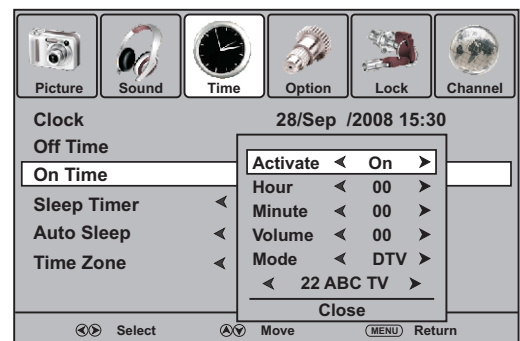 Picture Sound Time Option Lock Channel
Clock 28/Sep /2008 15:30
Off Time
On Time
Sleep Timer
Auto Sleep
Time Zone
Activate On
Hour 00
Minute 00
Volume 00
Mode DTV
22 ABC TV
Close
Select Move MENU Return